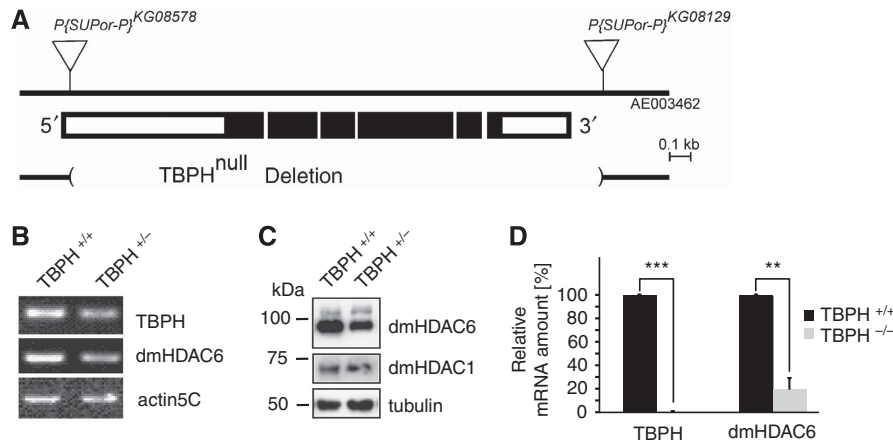 A
P{SUPor-P}KG08578
P{SUPor-P}KG08129
AE003462
5′
3′
0.1 kb
TBPHnull Deletion
B
TBPH +/+
TBPH +/−
TBPH
dmHDAC6
actin5C
C
TBPH +/+
TBPH +/−
kDa
100
75
50
dmHDAC6
dmHDAC1
tubulin
D
Relative
mRNA amount [%]
100
80
60
40
20
0
***
**
TBPH
dmHDAC6
TBPH +/+
TBPH −/−